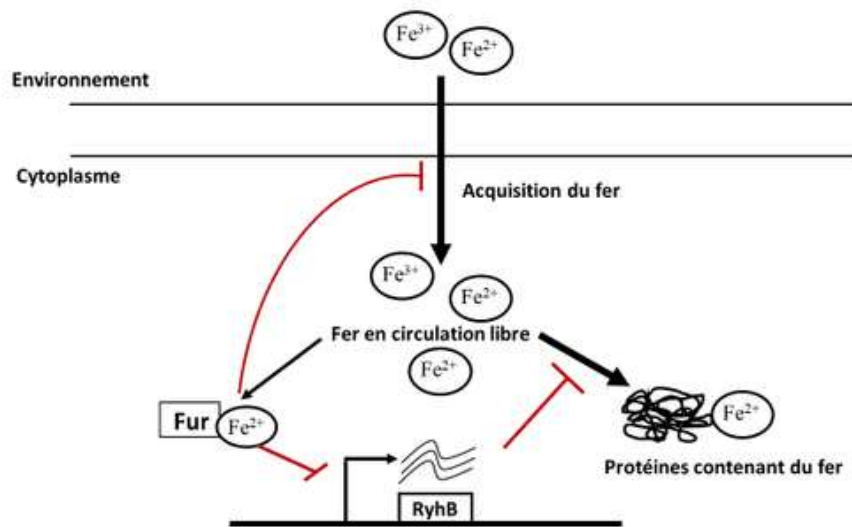 Fe³⁺
Fe²⁺
Environnement
Cytoplasme
Acquisition du fer
Fe³⁺
Fe²⁺
Fer en circulation libre
Fe²⁺
Fur
Fe²⁺
Fe²⁺
Protéines contenant du fer
RyhB